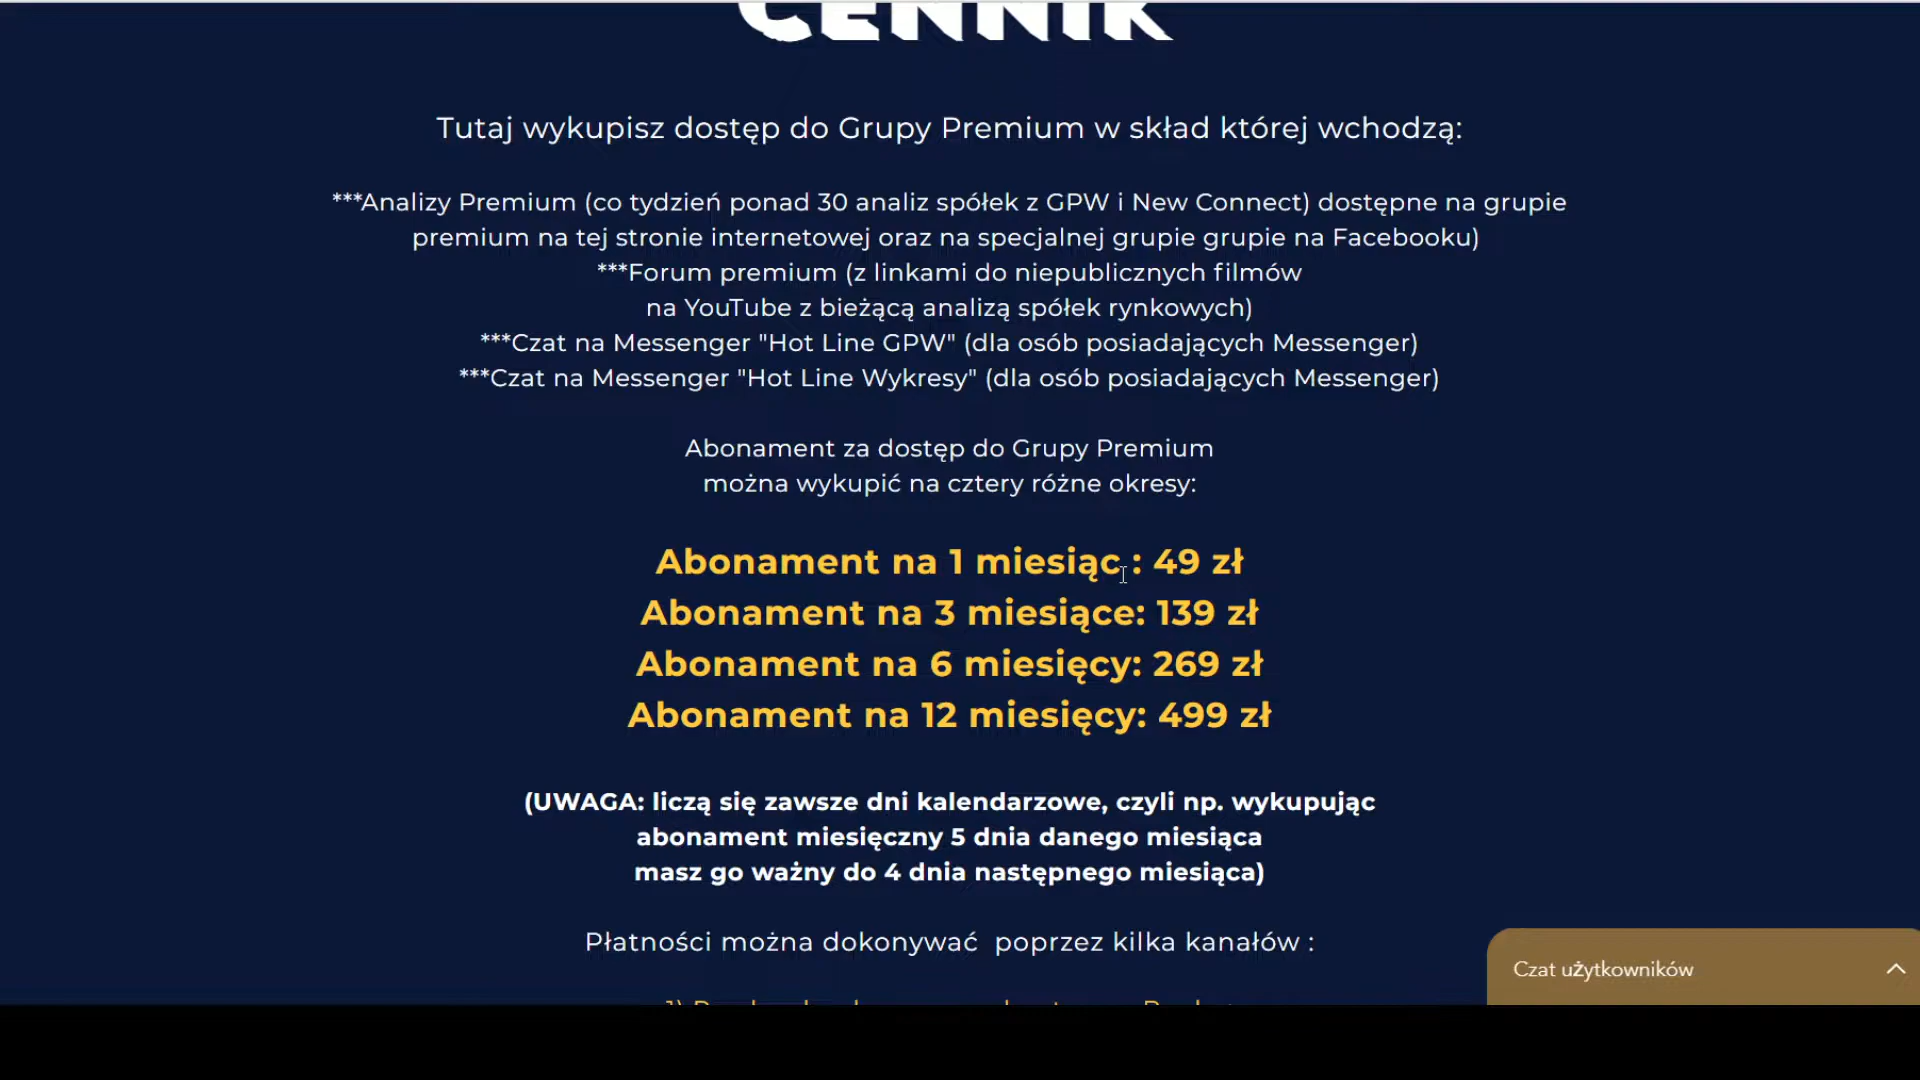 CENNIK
Tutaj wykupisz dostęp do Grupy Premium w skład której wchodzą:
***Analizy Premium (co tydzień ponad 30 analiz spółek z GPW i New Connect) dostępne na grupie
premium na tej stronie internetowej oraz na specjalnej grupie grupie na Facebooku)
***Forum premium (z linkami do niepublicznych filmów
na YouTube z bieżącą analizą spółek rynkowych)
***Czat na Messenger "Hot Line GPW" (dla osób posiadających Messenger)
***Czat na Messenger "Hot Line Wykresy" (dla osób posiadających Messenger)
Abonament za dostęp do Grupy Premium
można wykupić na cztery różne okresy:
Abonament na 1 miesiąc : 49 zł
Abonament na 3 miesiące: 139 zł
Abonament na 6 miesięcy: 269 zł
Abonament na 12 miesięcy: 499 zł
(UWAGA: liczą się zawsze dni kalendarzowe, czyli np. wykupując
abonament miesięczny 5 dnia danego miesiąca
masz go ważny do 4 dnia następnego miesiąca)
Płatności można dokonywać  poprzez kilka kanałów :
Czat użytkowników